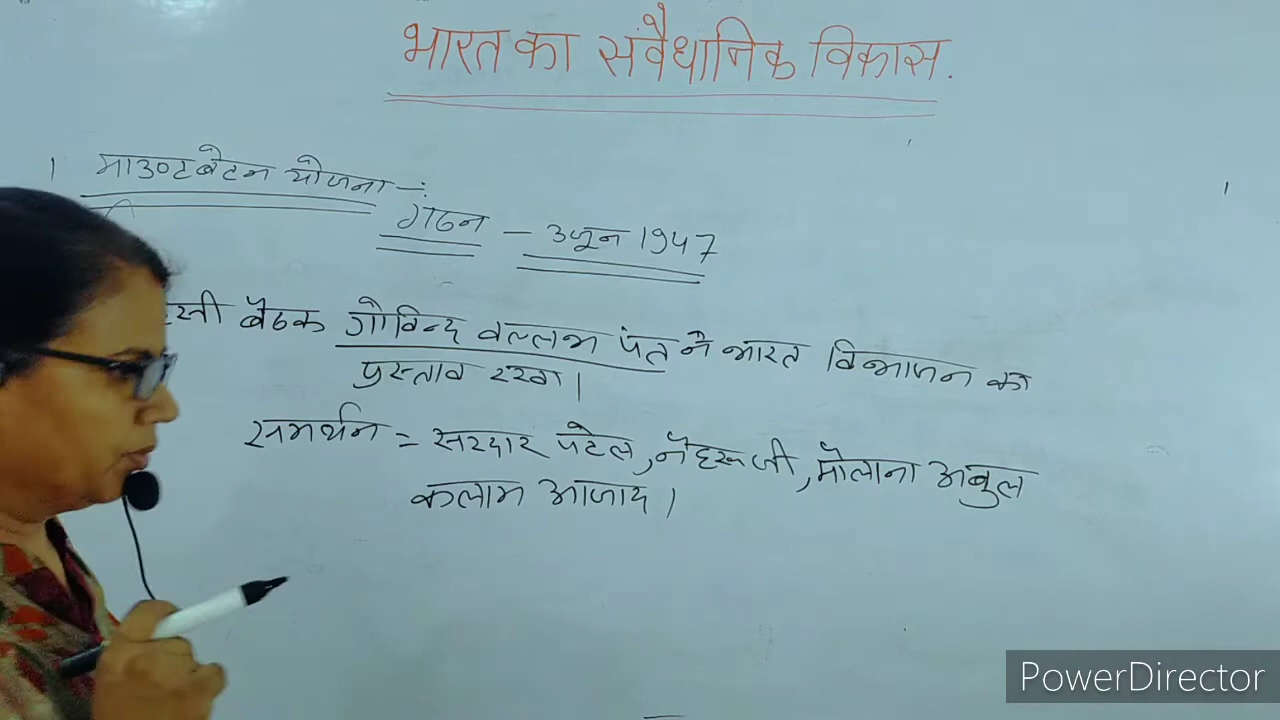 भारत का संवैधानिक विकास.
1 माउण्टबेटन योजना -:
गठन - 3 जून 1947
बैठक गोविन्द वल्लभ पंत ने भारत विभाजन का
प्रस्ताव रखा।
समर्थन = सरदार पटेल, नेहरू जी, मौलाना अबुल
कलाम आजाद।
PowerDirector